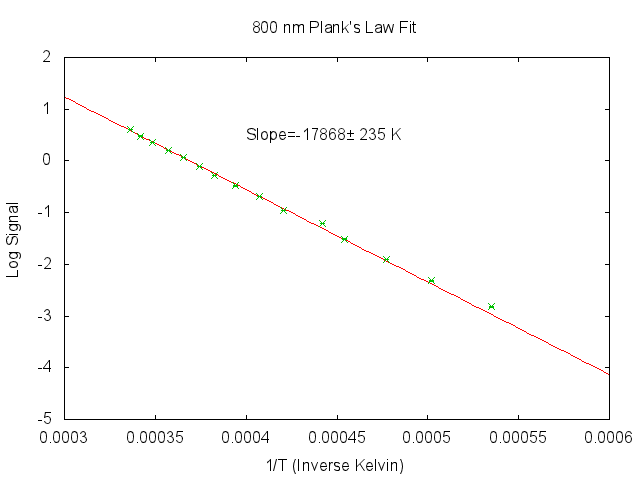 800 nm Plank's Law Fit
2
1
0
-1
-2
-3
-4
-5
Log Signal
Slope=-17868± 235 K
0.0003 0.00035 0.0004 0.00045 0.0005 0.00055 0.0006
1/T (Inverse Kelvin)